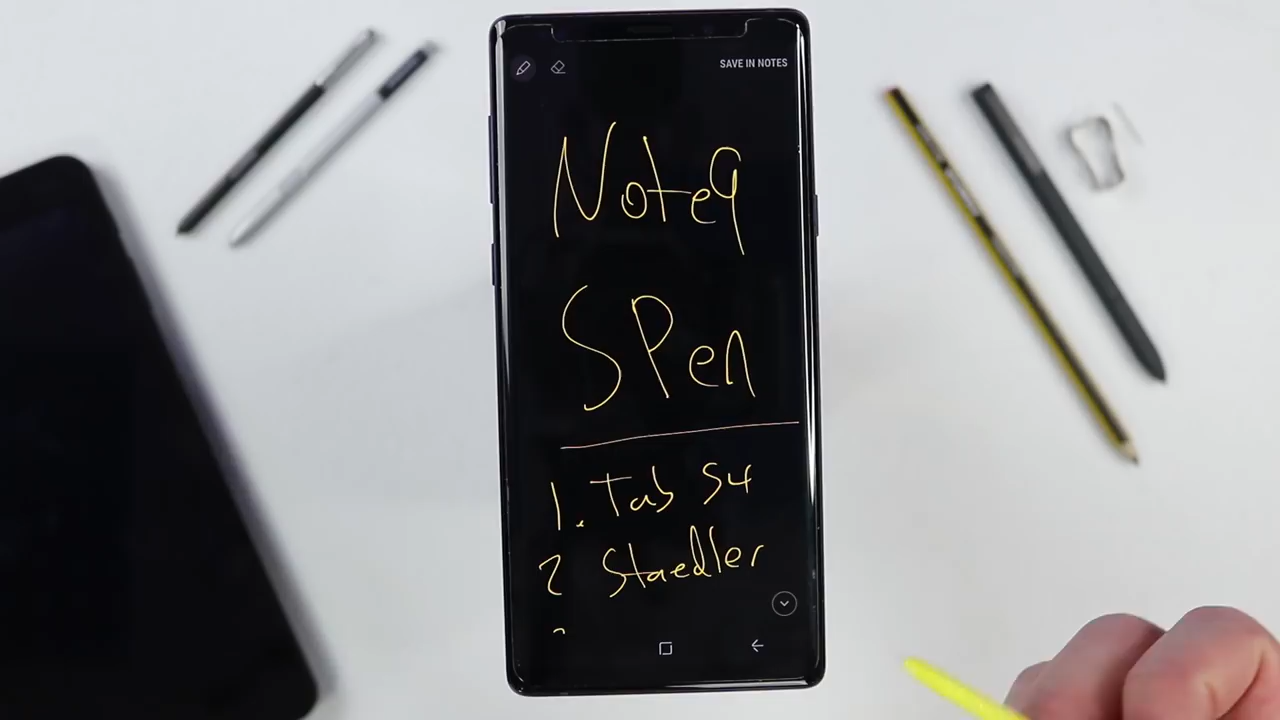 SAVE IN NOTES
Note9
SPen
1. Tab S4
2 Staedler